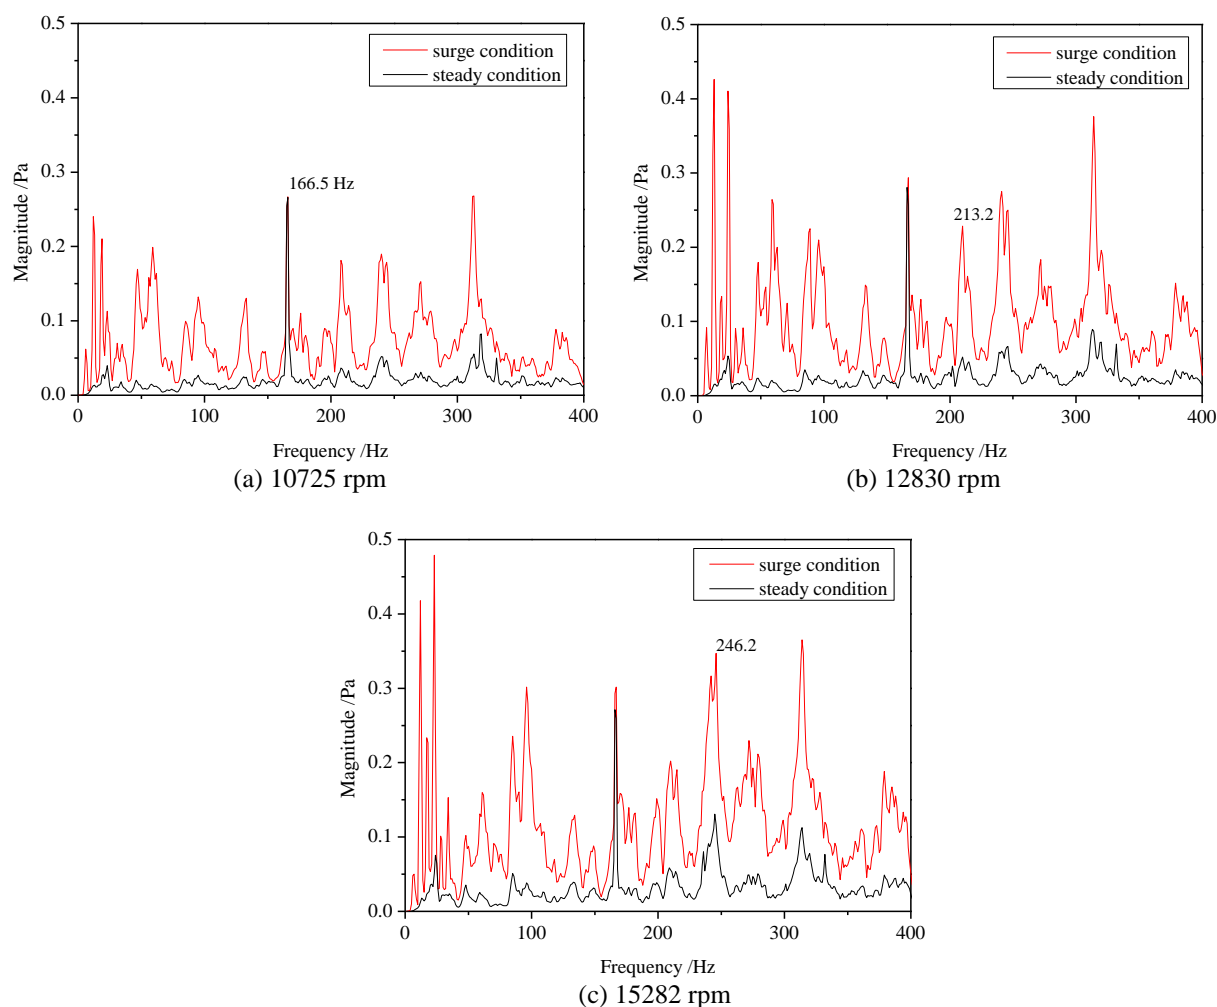 0.5
surge condition
steady condition
0.4
0.3
166.5 Hz
0.2
0.1
0.0
Magnitude /Pa
0 100 200 300 400
Frequency /Hz
(a) 10725 rpm
0.5
surge condition
steady condition
0.4
0.3
213.2
0.2
0.1
0.0
Magnitude /Pa
0 100 200 300 400
Frequency /Hz
(b) 12830 rpm
0.5
surge condition
steady condition
0.4
246.2
0.3
0.2
0.1
0.0
Magnitude /Pa
0 100 200 300 400
Frequency /Hz
(c) 15282 rpm